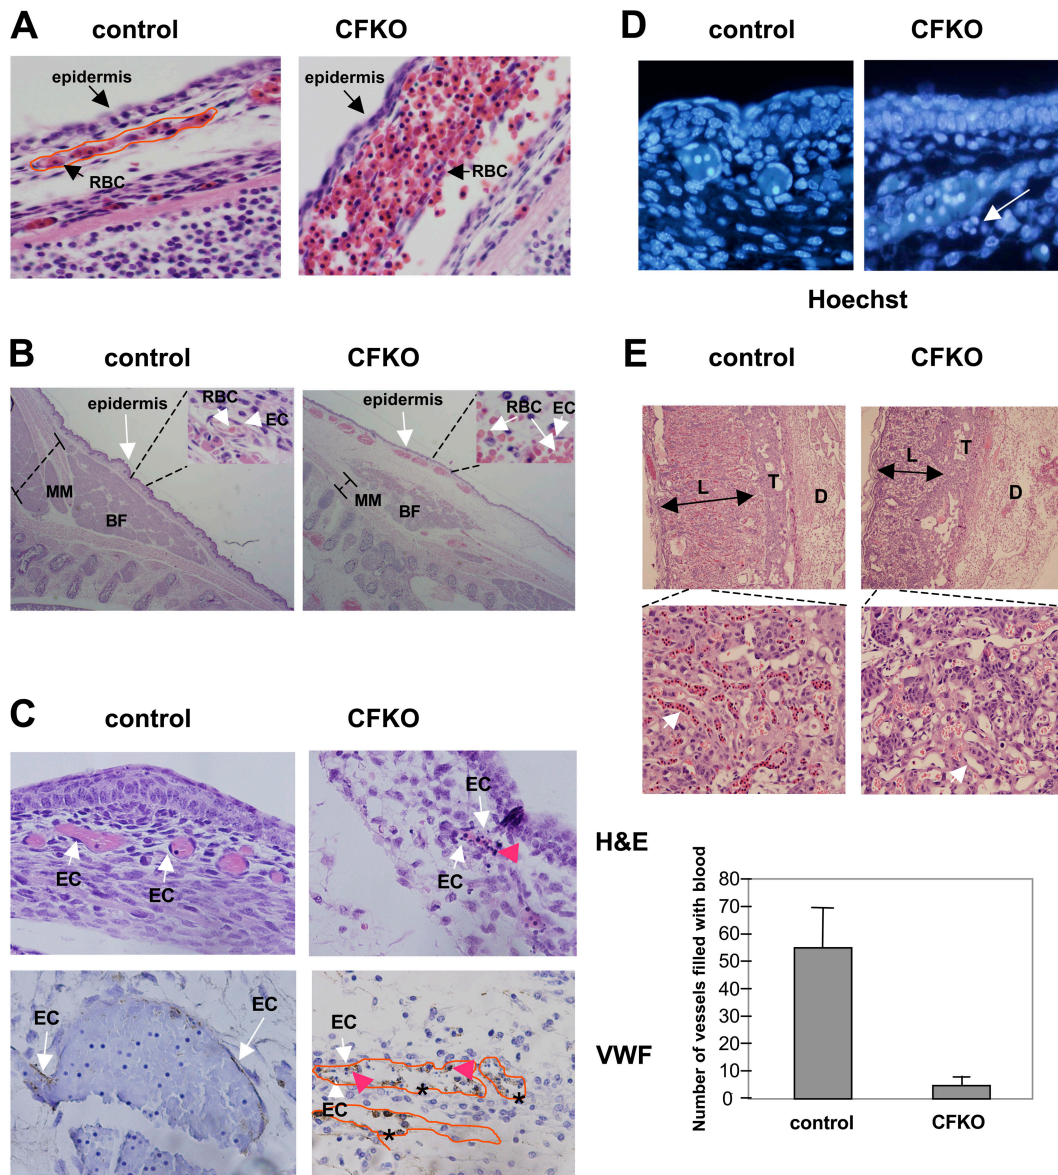 A
control
CFKO
epidermis
RBC
epidermis
RBC
B
control
CFKO
epidermis
RBC
EC
MM
BF
epidermis
RBC
EC
MM
BF
C
control
CFKO
EC
EC
EC
EC
H&E
EC
EC
EC
EC
*
*
*
VWF
D
control
CFKO
Hoechst
E
control
CFKO
L
T
D
L
T
D
Number of vessels filled with blood
80
70
60
50
40
30
20
10
0
control
CFKO